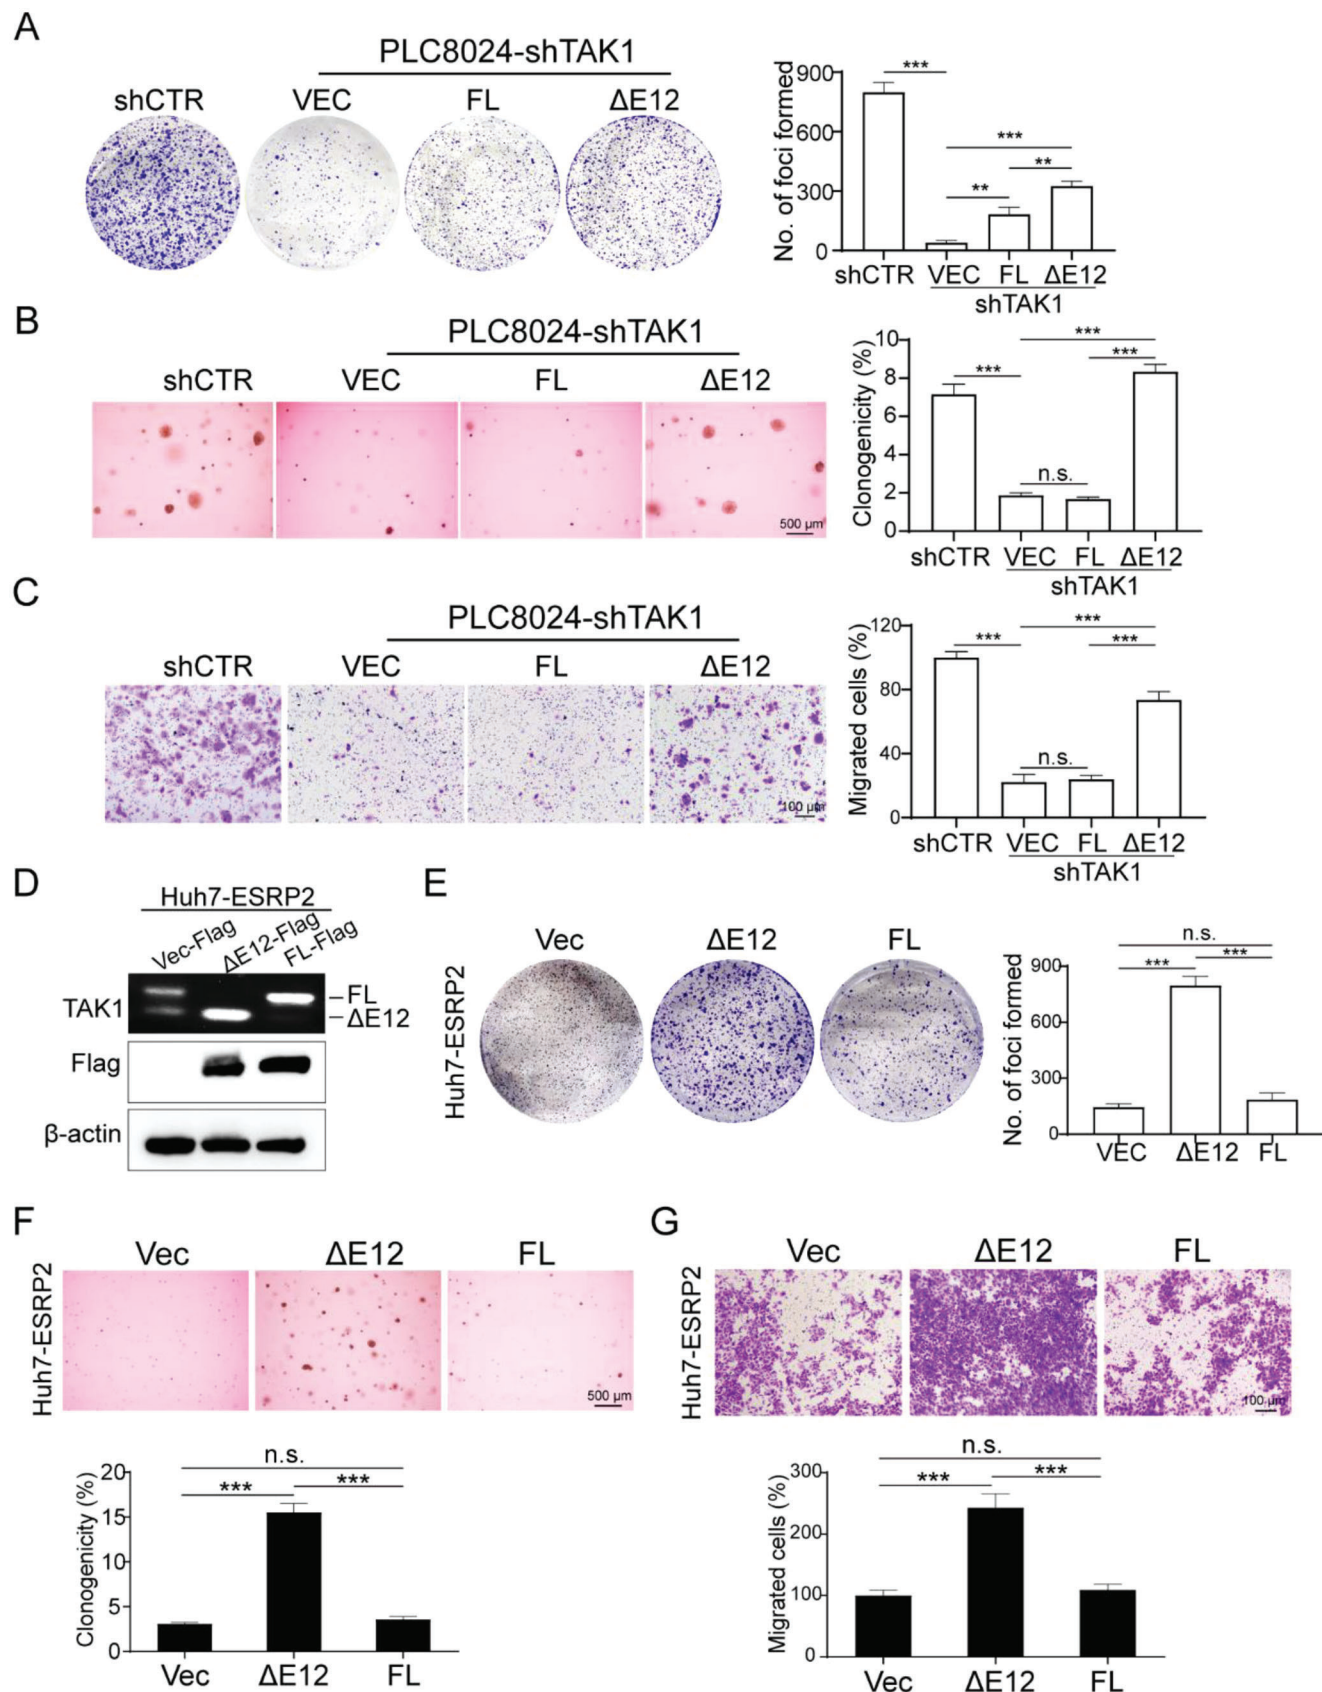 A
PLC8024-shTAK1
shCTR VEC FL ΔE12
No. of foci formed
900
600
300
0
***
***
**
**
shCTR VEC FL ΔE12
shTAK1
B
PLC8024-shTAK1
shCTR VEC FL ΔE12
500 µm
Clonogenicity (%)
10
8
6
4
2
0
***
***
***
n.s.
shCTR VEC FL ΔE12
shTAK1
C
PLC8024-shTAK1
shCTR VEC FL ΔE12
100 µm
Migrated cells (%)
120
80
40
0
***
***
***
n.s.
shCTR VEC FL ΔE12
shTAK1
D
Huh7-ESRP2
Vec-Flag ΔE12-Flag FL-Flag
TAK1
FL
ΔE12
Flag
β-actin
E
Huh7-ESRP2
Vec ΔE12 FL
No. of foci formed
900
600
300
0
n.s.
*** ***
VEC ΔE12 FL
F
Huh7-ESRP2
Vec ΔE12 FL
500 µm
Clonogenicity (%)
20
15
10
5
0
n.s.
*** ***
Vec ΔE12 FL
G
Huh7-ESRP2
Vec ΔE12 FL
100 µm
Migrated cells (%)
300
200
100
0
n.s.
*** ***
Vec ΔE12 FL